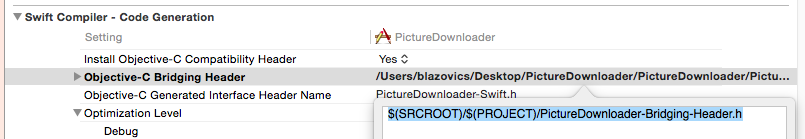 Swift Compiler - Code Generation
Setting PictureDownloader
Install Objective-C Compatibility Header Yes
Objective-C Bridging Header /Users/blazovics/Desktop/PictureDownloader/PictureDownloader/Pictu...
Objective-C Generated Interface Header Name PictureDownloader-Swift.h
Optimization Level $(SRCROOT)/$(PROJECT)/PictureDownloader-Bridging-Header.h
Debug